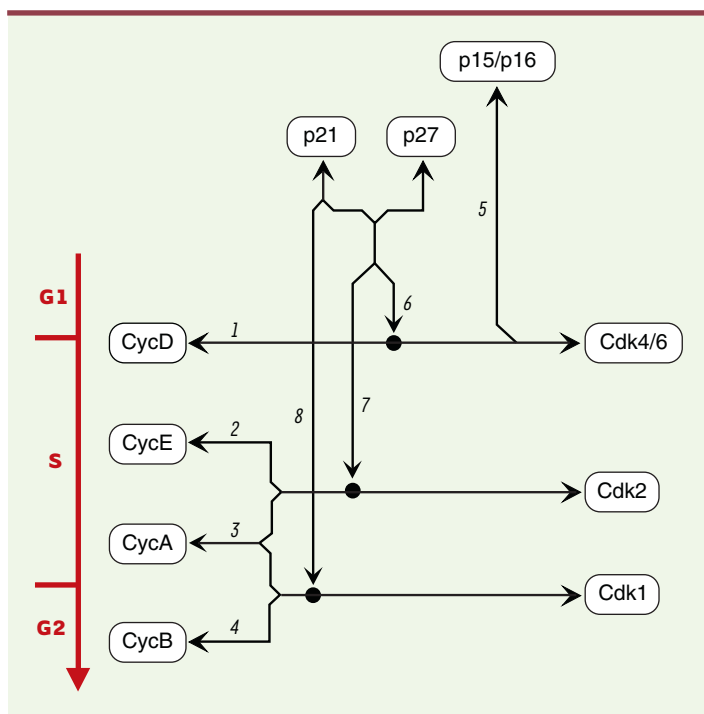 p15/p16
p21
p27
5
G1
6
CycD
1
Cdk4/6
8
7
CycE
2
S
Cdk2
CycA
3
Cdk1
G2
CycB
4